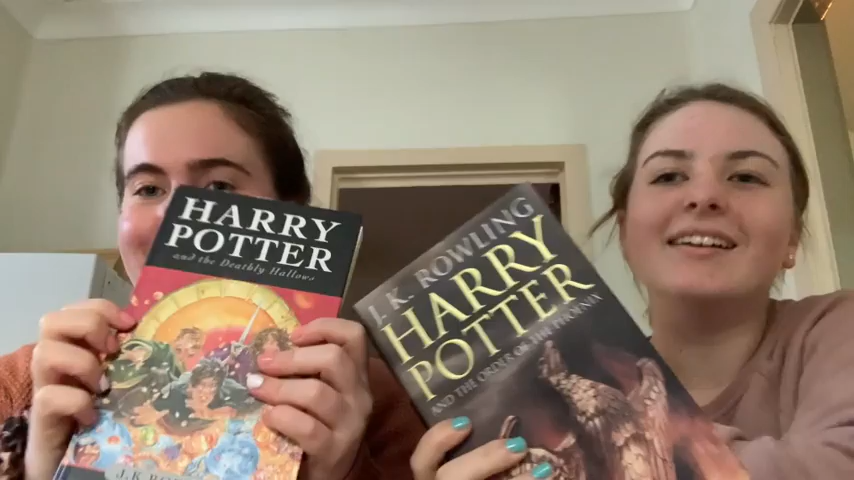 HARRY
POTTER
and the Deathly Hallows
J.K.
J.K. ROWLING
HARRY
POTTER
AND THE ORDER OF THE PHOENIX